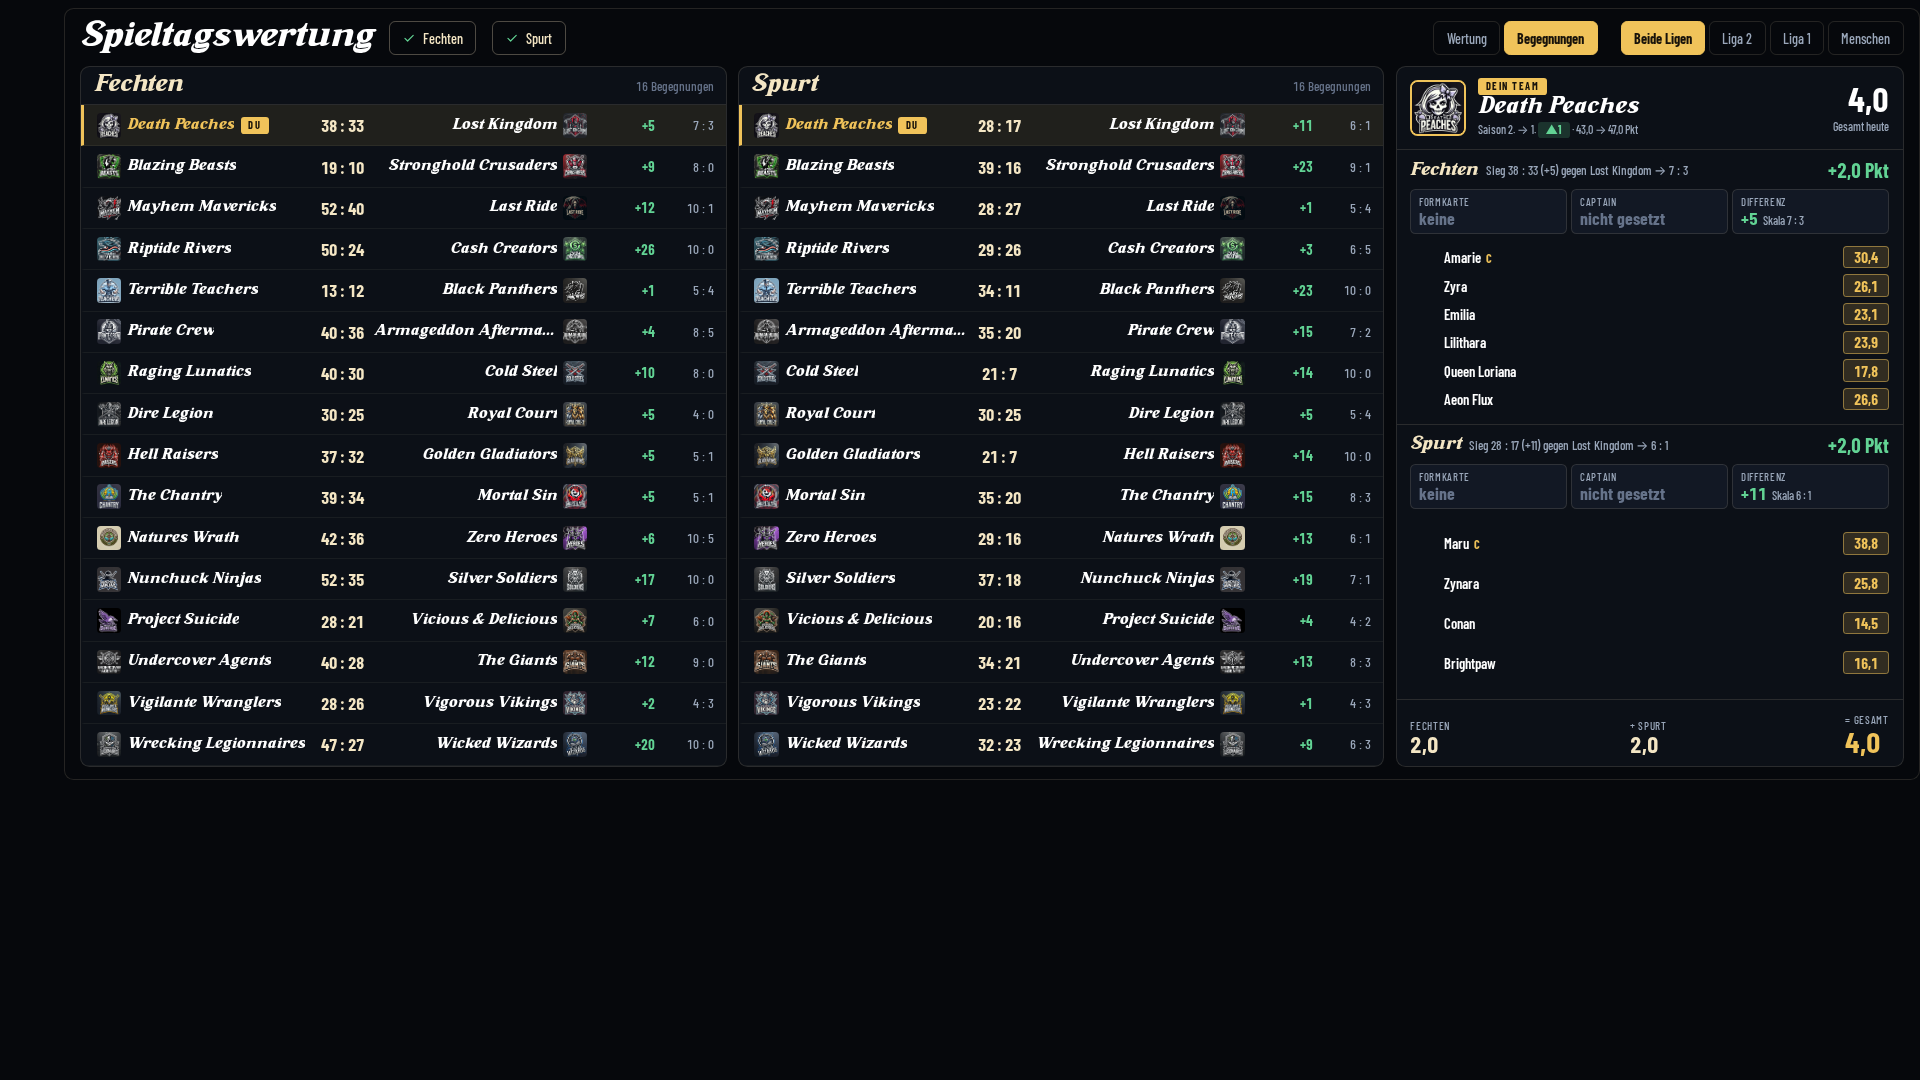 Spieltagswertung ✓ Fechten ✓ Spurt Wertung Begegnungen Beide Ligen Liga 2 Liga 1 Menschen
Fechten 16 Begegnungen
Death Peaches DU 38 : 33 Lost Kingdom +5 7 : 3
Blazing Beasts 19 : 10 Stronghold Crusaders +9 8 : 0
Mayhem Mavericks 52 : 40 Last Ride +12 10 : 1
Riptide Rivers 50 : 24 Cash Creators +26 10 : 0
Terrible Teachers 13 : 12 Black Panthers +1 5 : 4
Pirate Crew 40 : 36 Armageddon Afterma... +4 8 : 5
Raging Lunatics 40 : 30 Cold Steel +10 8 : 0
Dire Legion 30 : 25 Royal Court +5 4 : 0
Hell Raisers 37 : 32 Golden Gladiators +5 5 : 1
The Chantry 39 : 34 Mortal Sin +5 5 : 1
Natures Wrath 42 : 36 Zero Heroes +6 10 : 5
Nunchuck Ninjas 52 : 35 Silver Soldiers +17 10 : 0
Project Suicide 28 : 21 Vicious & Delicious +7 6 : 0
Undercover Agents 40 : 28 The Giants +12 9 : 0
Vigilante Wranglers 28 : 26 Vigorous Vikings +2 4 : 3
Wrecking Legionnaires 47 : 27 Wicked Wizards +20 10 : 0
Spurt 16 Begegnungen
Death Peaches DU 28 : 17 Lost Kingdom +11 6 : 1
Blazing Beasts 39 : 16 Stronghold Crusaders +23 9 : 1
Mayhem Mavericks 28 : 27 Last Ride +1 5 : 4
Riptide Rivers 29 : 26 Cash Creators +3 6 : 5
Terrible Teachers 34 : 11 Black Panthers +23 10 : 0
Armageddon Afterma... 35 : 20 Pirate Crew +15 7 : 2
Cold Steel 21 : 7 Raging Lunatics +14 10 : 0
Royal Court 30 : 25 Dire Legion +5 5 : 4
Golden Gladiators 21 : 7 Hell Raisers +14 10 : 0
Mortal Sin 35 : 20 The Chantry +15 8 : 3
Zero Heroes 29 : 16 Natures Wrath +13 6 : 1
Silver Soldiers 37 : 18 Nunchuck Ninjas +19 7 : 1
Vicious & Delicious 20 : 16 Project Suicide +4 4 : 2
The Giants 34 : 21 Undercover Agents +13 8 : 3
Vigorous Vikings 23 : 22 Vigilante Wranglers +1 4 : 3
Wicked Wizards 32 : 23 Wrecking Legionnaires +9 6 : 3
PEACHES
DEIN TEAM
Death Peaches 4,0
Saison 2. → 1. ▲1 · 43,0 → 47,0 Pkt Gesamt heute
Fechten Sieg 38 : 33 (+5) gegen Lost Kingdom → 7 : 3 +2,0 Pkt
FORMKARTE CAPTAIN DIFFERENZ
keine nicht gesetzt +5 Skala 7 : 3
Amarie C 30,4
Zyra 26,1
Emilia 23,1
Lilithara 23,9
Queen Loriana 17,8
Aeon Flux 26,6
Spurt Sieg 28 : 17 (+11) gegen Lost Kingdom → 6 : 1 +2,0 Pkt
FORMKARTE CAPTAIN DIFFERENZ
keine nicht gesetzt +11 Skala 6 : 1
Maru C 38,8
Zynara 25,8
Conan 14,5
Brightpaw 16,1
FECHTEN + SPURT = GESAMT
2,0 2,0 4,0